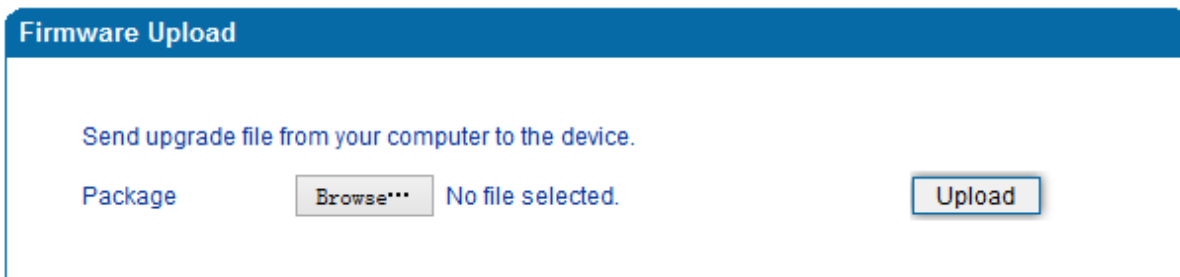 Firmware Upload
Send upgrade file from your computer to the device.
Package Browse··· No file selected. Upload